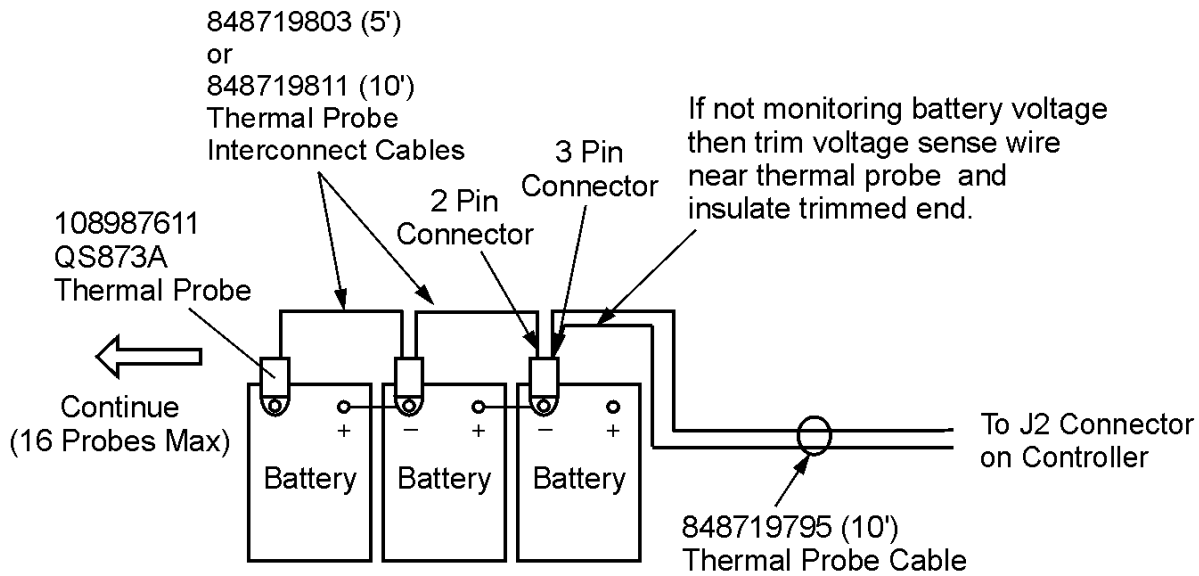 848719803 (5')
or
848719811 (10')
Thermal Probe
Interconnect Cables
2 Pin
Connector
3 Pin
Connector
If not monitoring battery voltage
then trim voltage sense wire
near thermal probe and
insulate trimmed end.
108987611
QS873A
Thermal Probe
Continue
(16 Probes Max)
+ − + − +
Battery Battery Battery
To J2 Connector
on Controller
848719795 (10')
Thermal Probe Cable